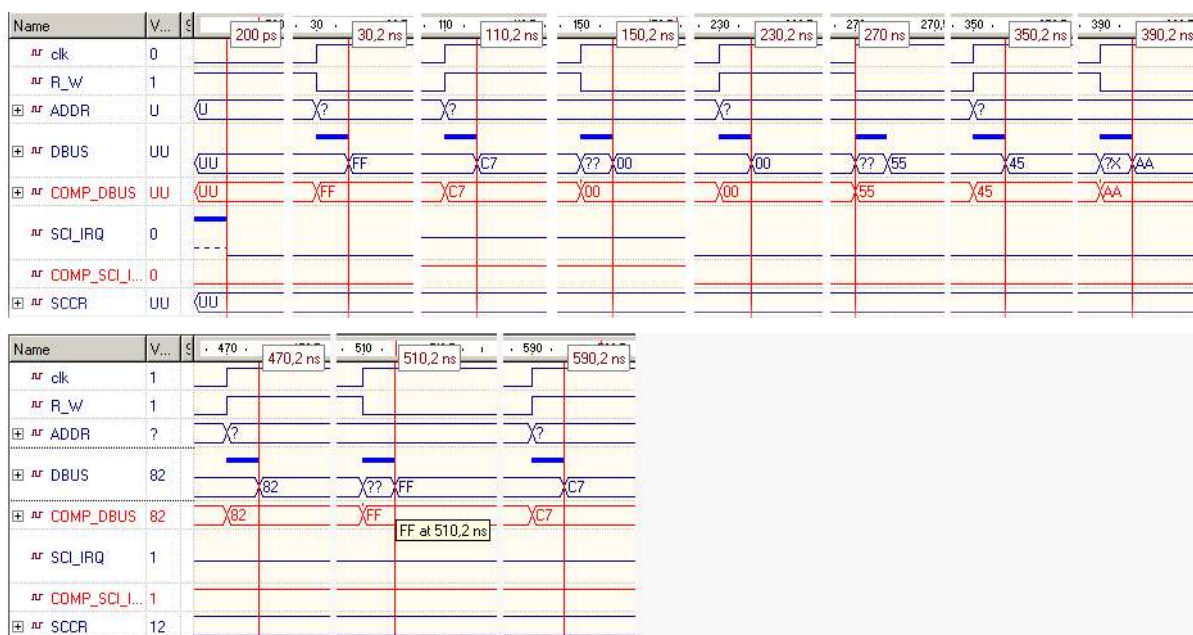 Name V... S 200 ps 30 30,2 ns 110 110,2 ns 150 150,2 ns 230 230,2 ns 270 ns 270, 350 350,2 ns 390 390,2 ns
clk 0
R_W 1
ADDR U U ? ? ? ?
DBUS UU UU FF C7 ?? 00 00 ?? 55 45 ?X AA
COMP_DBUS UU UU FF C7 00 00 55 45 AA
SCI_IRQ 0
COMP_SCI_I... 0
SCCR UU UU
Name V... S 470 470,2 ns 510 510,2 ns 590 590,2 ns
clk 1
R_W 1
ADDR ? ? ?
DBUS 82 82 ?? FF C7
COMP_DBUS 82 82 FF C7
FF at 510,2 ns
SCI_IRQ 1
COMP_SCI_I... 1
SCCR 12